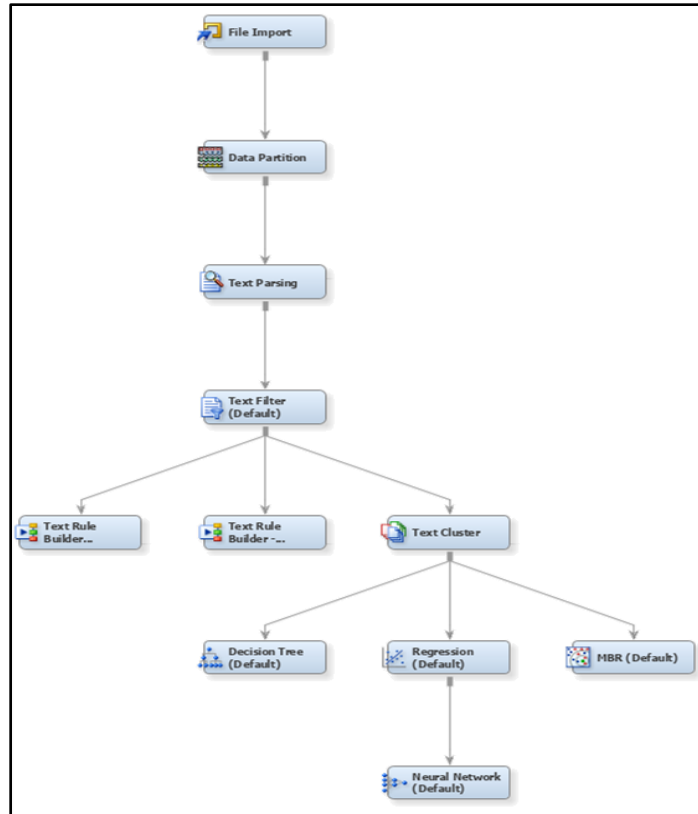 File Import
Data Partition
Text Parsing
Text Filter
(Default)
Text Rule
Builder...
Text Rule
Builder -...
Text Cluster
Decision Tree
(Default)
Regression
(Default)
MBR (Default)
Neural Network
(Default)